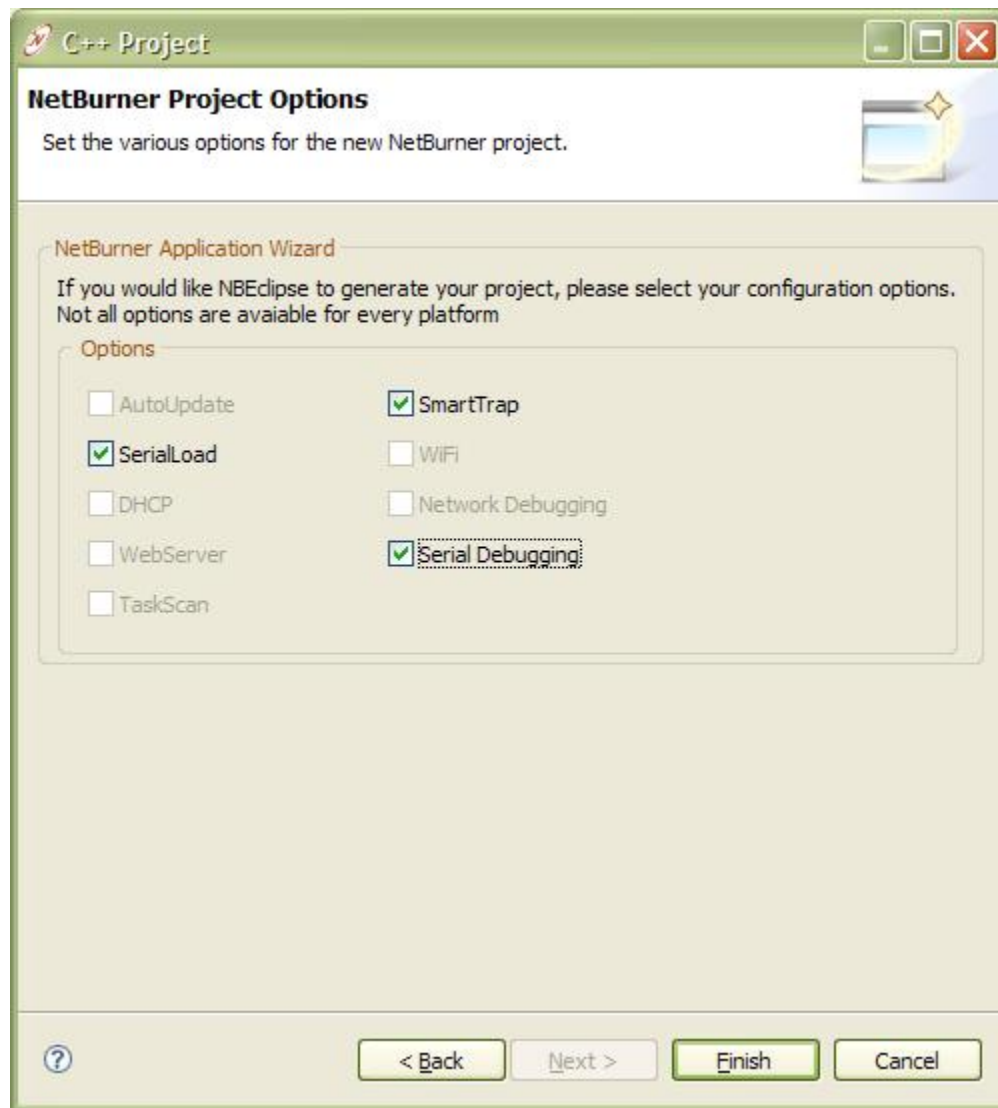 C++ Project
NetBurner Project Options
Set the various options for the new NetBurner project.
NetBurner Application Wizard
If you would like NBEclipse to generate your project, please select your configuration options.
Not all options are avaiable for every platform
Options
AutoUpdate
SmartTrap
SerialLoad
WiFi
DHCP
Network Debugging
WebServer
Serial Debugging
TaskScan
?
< Back
Next >
Finish
Cancel